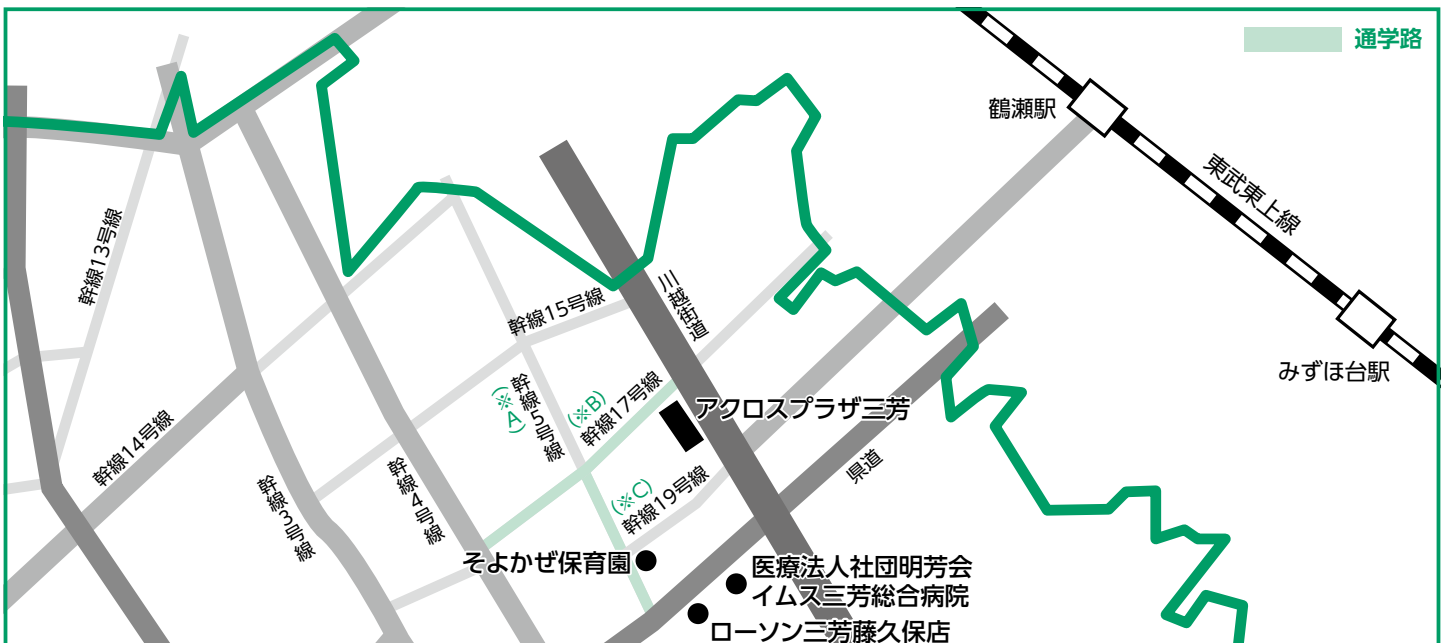 通学路
鶴瀬駅
東武東上線
みずほ台駅
幹線13号線
川越街道
幹線15号線
(※A)
幹線5号線
(※B)
幹線17号線
アクロスプラザ三芳
幹線14号線
幹線3号線
幹線4号線
(※C)
幹線19号線
県道
そよかぜ保育園
医療法人社団明芳会
イムス三芳総合病院
ローソン三芳藤久保店